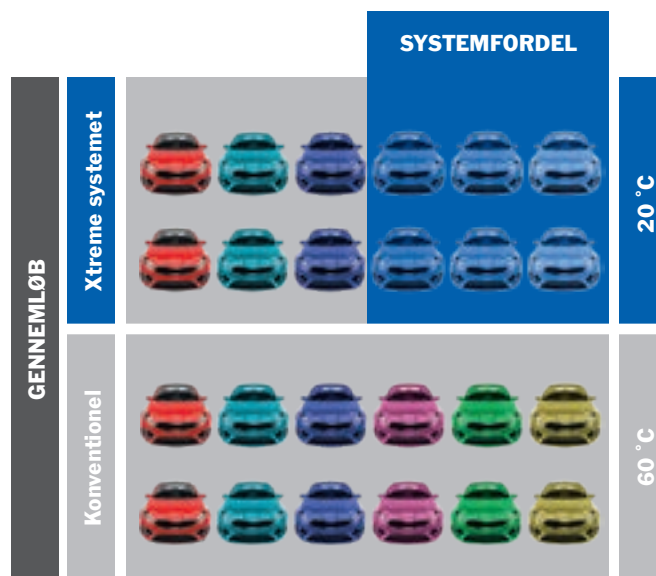 SYSTEMFORDEL
GENNEMLØB
Xtreme systemet
20 °C
Konventionel
60 °C